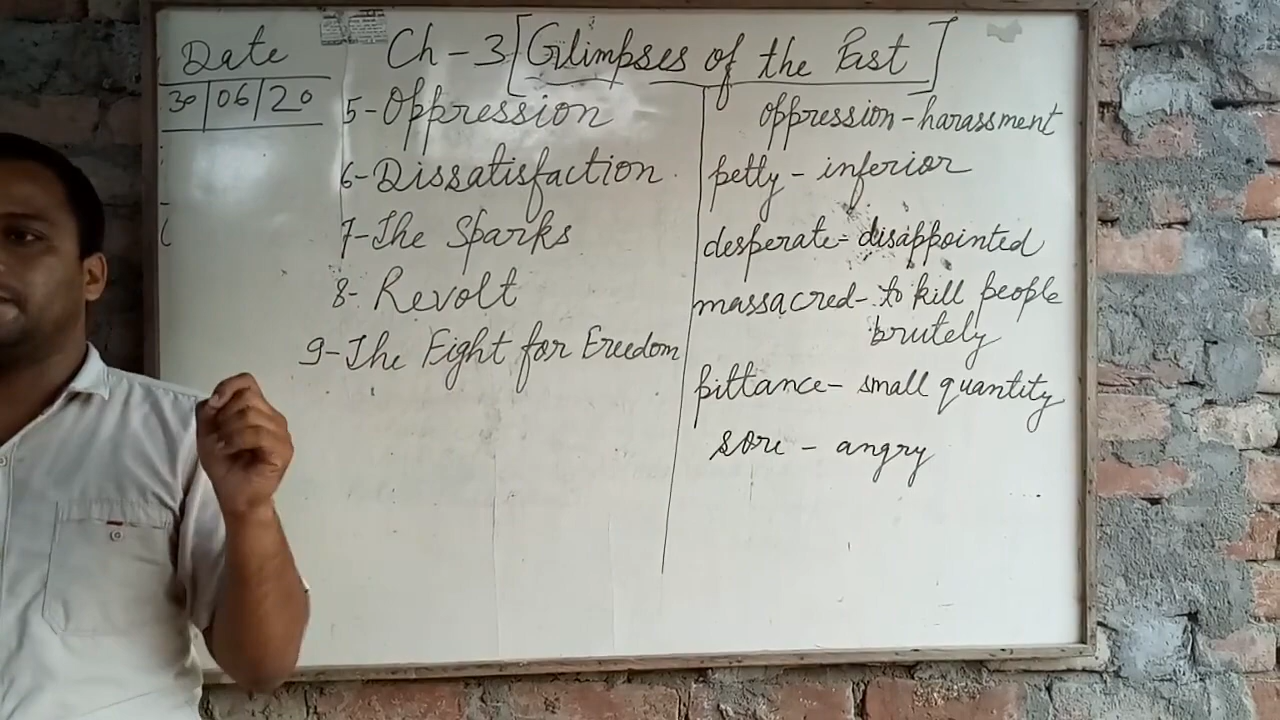 Date
30/06/20
Ch - 3 [Glimpses of the Past]
5-Oppression
6-Dissatisfaction.
7-The Sparks
8- Revolt
9-The Fight for Freedom
oppression - harassment
petty - inferior
desperate - disappointed
massacred - to kill people
brutely
pittance - small quantity
sore - angry